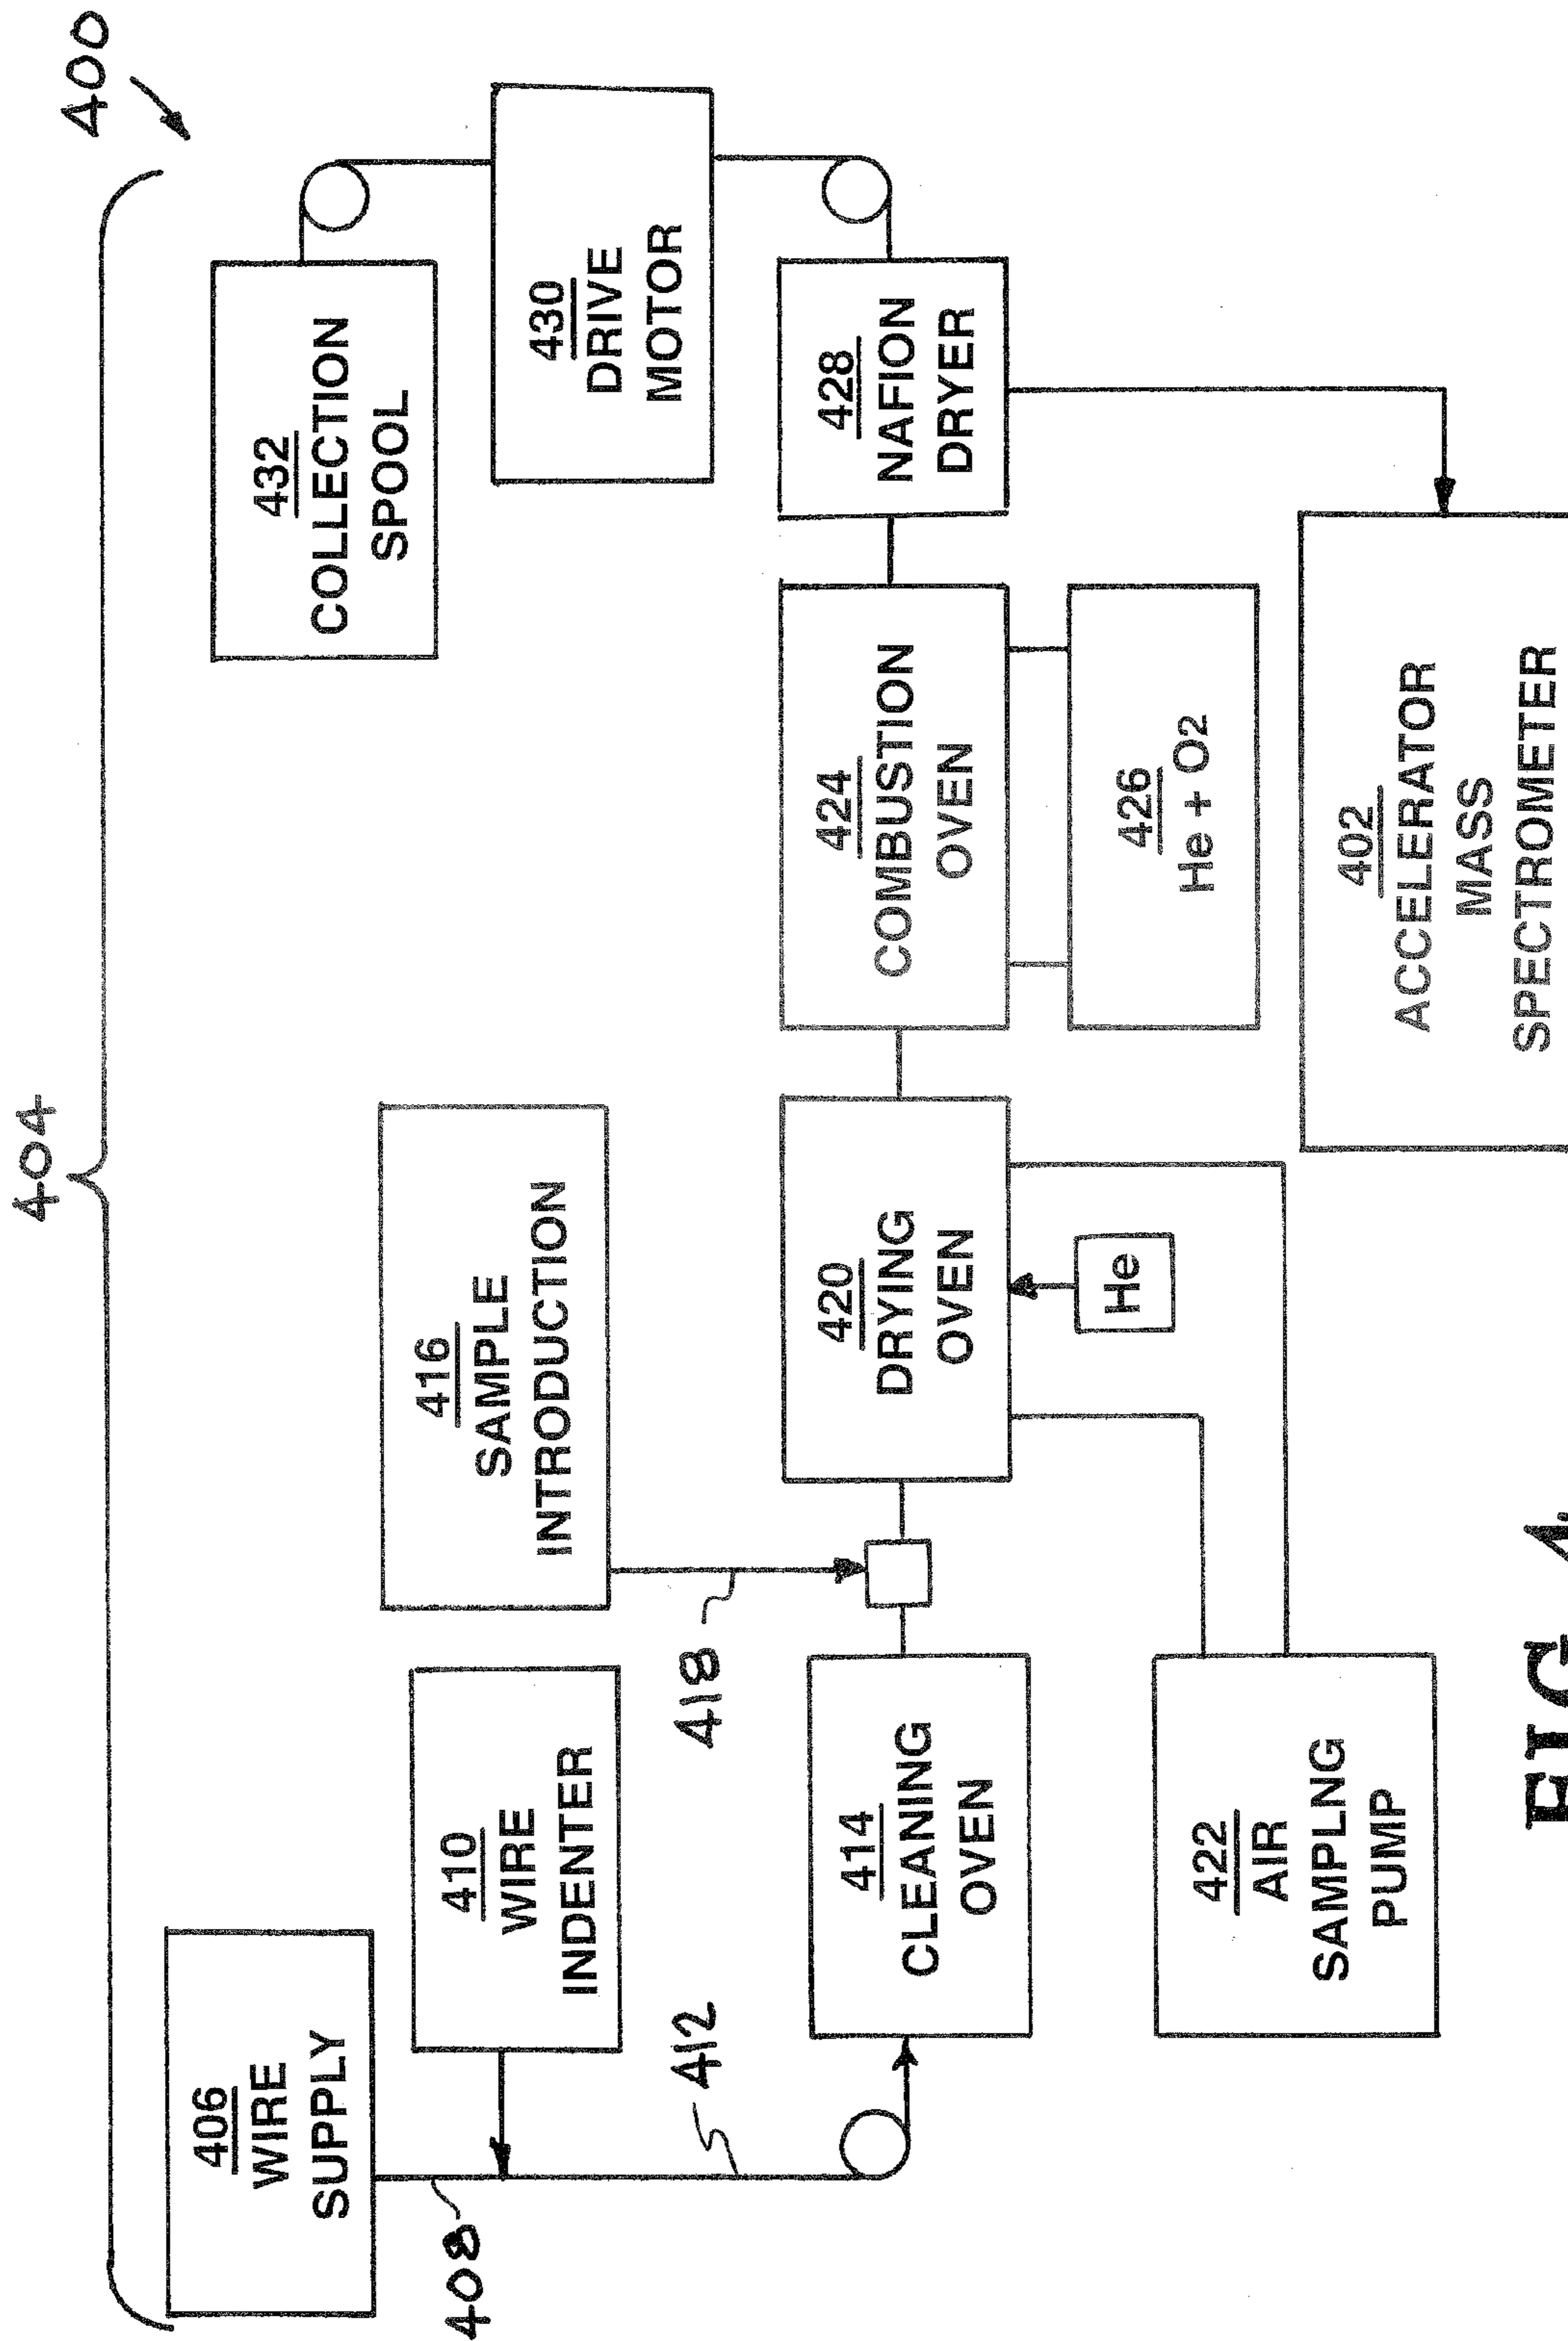 404
400
406
WIRE
SUPPLY
408
410
WIRE
INDENTER
412
416
SAMPLE
INTRODUCTION
418
432
COLLECTION
SPOOL
430
DRIVE
MOTOR
414
CLEANING
OVEN
420
DRYING
OVEN
424
COMBUSTION
OVEN
428
NAFION
DRYER
He
426
He + O2
422
AIR
SAMPLNG
PUMP
402
ACCELERATOR
MASS
SPECTROMETER
FIG. 4